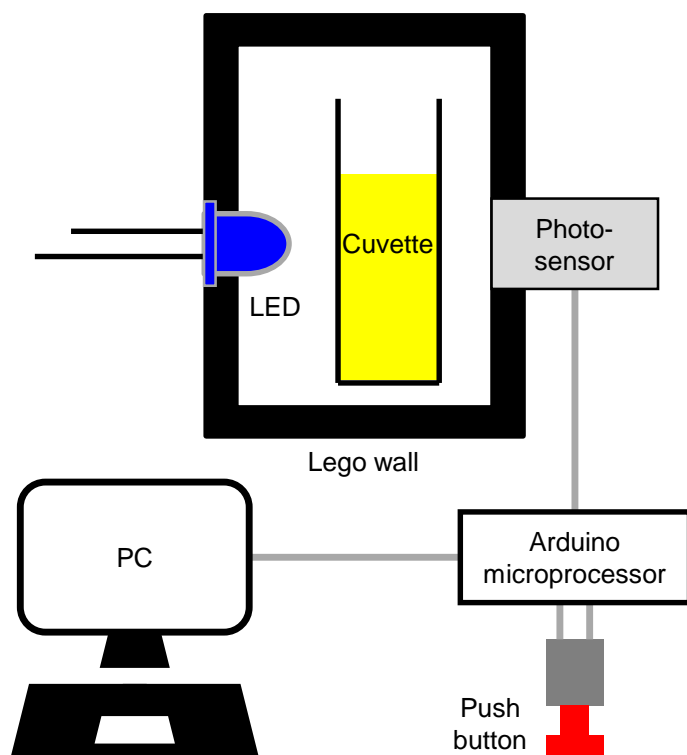 Cuvette
Photo-
sensor
LED
Lego wall
PC
Arduino
microprocessor
Push
button